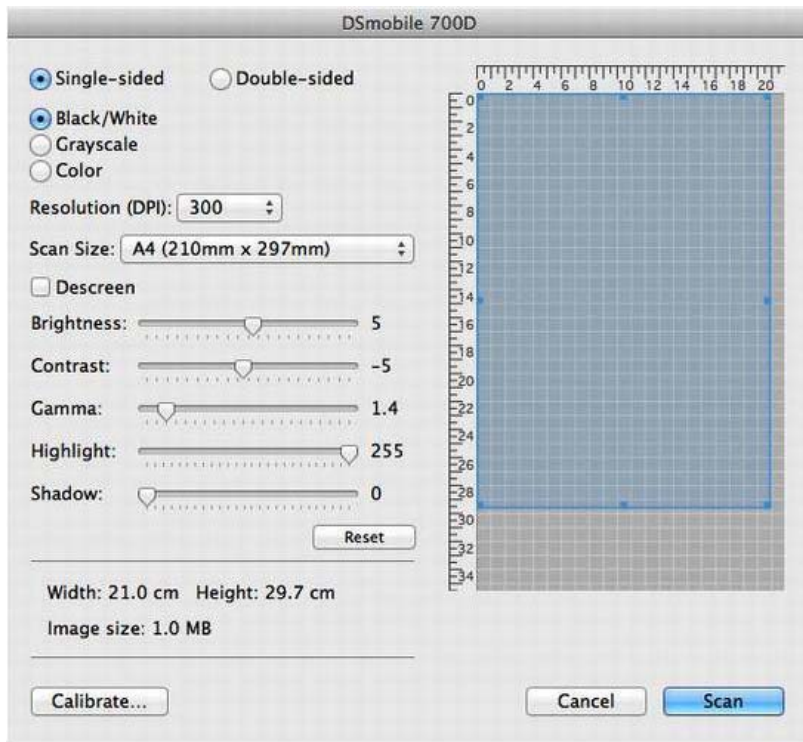 DSmobile 700D
Single-sided Double-sided
Black/White
Grayscale
Color
Resolution (DPI): 300
Scan Size: A4 (210mm x 297mm)
Descreen
Brightness: 5
Contrast: -5
Gamma: 1.4
Highlight: 255
Shadow: 0
Reset
Width: 21.0 cm Height: 29.7 cm
Image size: 1.0 MB
Calibrate...
0 2 4 6 8 10 12 14 16 18 20
0
2
4
6
8
10
12
14
16
18
20
22
24
26
28
30
32
34
Cancel Scan